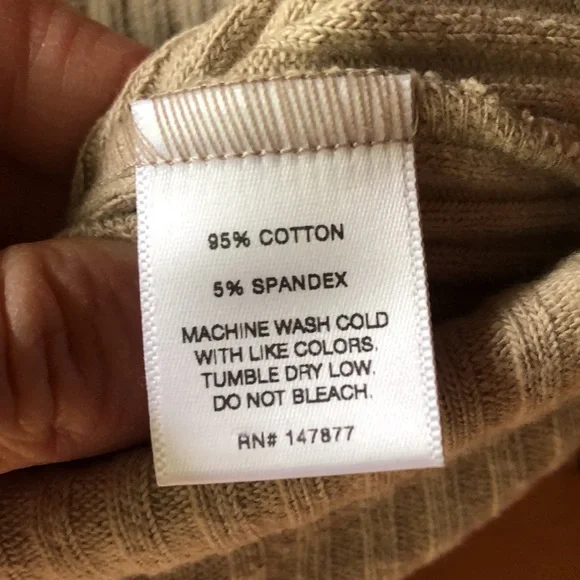 95% COTTON
5% SPANDEX
MACHINE WASH COLD
WITH LIKE COLORS.
TUMBLE DRY LOW.
DO NOT BLEACH.
RN# 147877